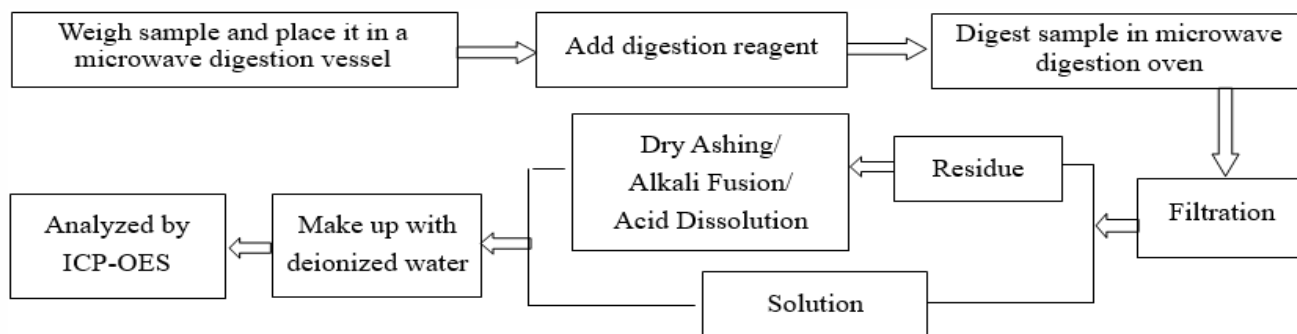 Weigh sample and place it in a
microwave digestion vessel
Add digestion reagent
Digest sample in microwave
digestion oven
Filtration
Residue
Dry Ashing/
Alkali Fusion/
Acid Dissolution
Solution
Make up with
deionized water
Analyzed by
ICP-OES